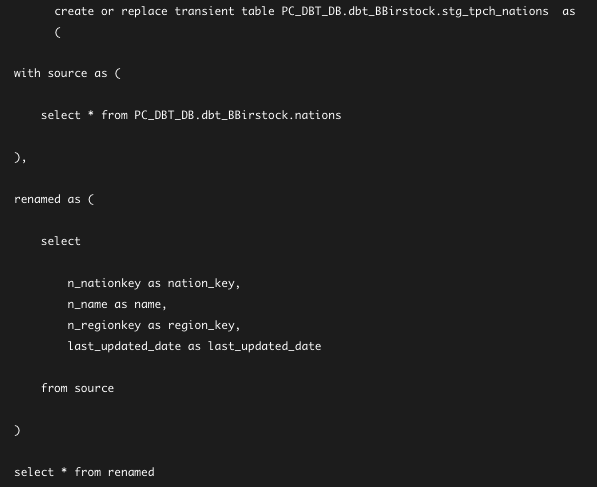 create or replace transient table PC_DBT_DB.dbt_BBirstock.stg_tpch_nations  as
(
with source as (
select * from PC_DBT_DB.dbt_BBirstock.nations
),
renamed as (
select
n_nationkey as nation_key,
n_name as name,
n_regionkey as region_key,
last_updated_date as last_updated_date
from source
)
select * from renamed